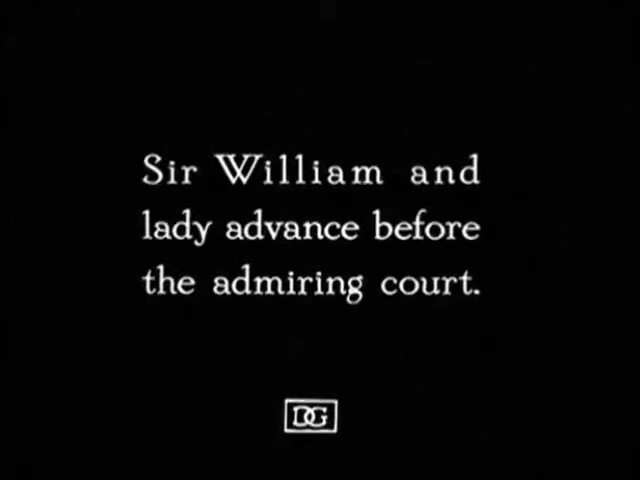 Sir William and
lady advance before
the admiring court.
DG